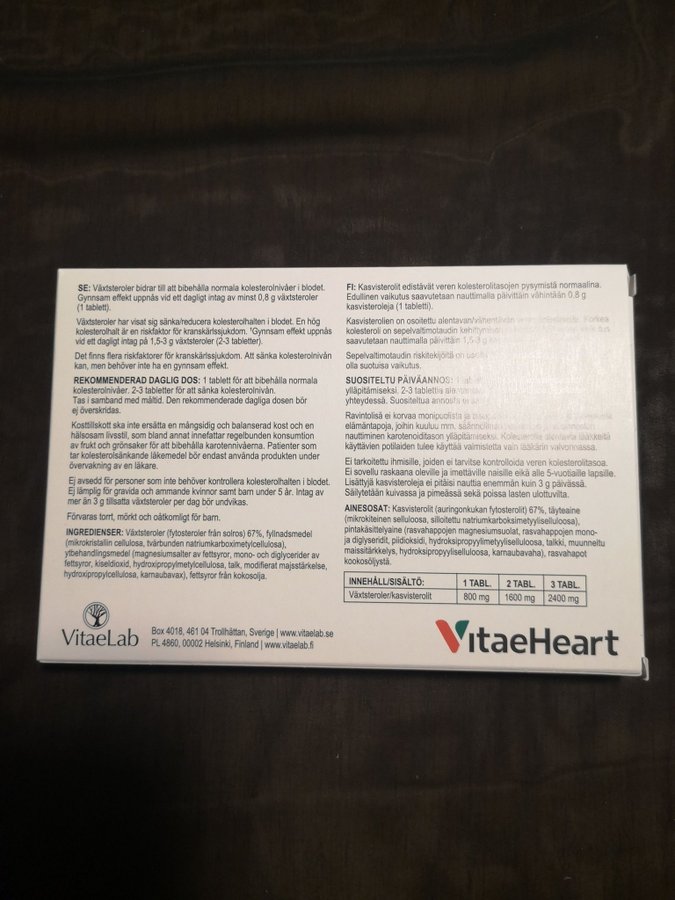 SE: Växtsteroler bidrar till att bibehålla normala kolesterolnivåer i blodet.
Gynnsam effekt uppnås vid ett dagligt intag av minst 0,8 g växtsteroler
(1 tablett).
Växtsteroler har visat sig sänka/reducera kolesterolhalten i blodet. En hög
kolesterolhalt är en riskfaktor för kranskärlssjukdom. 'Gynnsam effekt uppnås
vid ett dagligt intag på 1,5-3 g växtsteroler (2-3 tabletter).
Det finns flera riskfaktorer för kranskärlssjukdom. Att sänka kolesterolnivån
kan, men behöver inte ha en gynnsam effekt.
REKOMMENDERAD DAGLIG DOS: 1 tablett för att bibehålla normala
kolesterolnivåer. 2-3 tabletter för att sänka kolesterolnivån.
Tas i samband med måltid. Den rekommenderade dagliga dosen bör
ej överskridas.
Kosttillskott ska inte ersätta en mångsidig och balanserad kost och en
hälsosam livsstil, som bland annat innefattar regelbunden konsumtion
av frukt och grönsaker för att bibehålla karotennivåerna. Patienter som
tar kolesterolsänkande läkemedel bör endast använda produkten under
övervakning av en läkare.
Ej avsedd för personer som inte behöver kontrollera kolesterolhalten i blodet.
Ej lämplig för gravida och ammande kvinnor samt barn under 5 år. Intag av
mer än 3 g tillsatta växtsteroler per dag bör undvikas.
Förvaras torrt, mörkt och oåtkomligt för barn.
INGREDIENSER: Växtsteroler (fytosteroler från solros) 67%, fyllnadsmedel
(mikrokristallin cellulosa, tvärbunden natriumkarboximetylcellulosa),
ytbehandlingsmedel (magnesiumsalter av fettsyror, mono- och diglycerider av
fettsyror, kiseldioxid, hydroxipropylmetylcellulosa, talk, modifierat majsstärkelse,
hydroxipropylcellulosa, karnaubavax), fettsyror från kokosolja.
VitaeLab
Box 4018, 461 04 Trollhättan, Sverige | www.vitaelab.se
PL 4860, 00002 Helsinki, Finland | www.vitaelab.fi
FI: Kasvisterolit edistävät veren kolesterolitasojen pysymistä normaalina.
Edullinen vaikutus saavutetaan nauttimalla päivittäin vähintään 0,8 g
kasvisteroleja (1 tabletti).
Kasvisterolien on osoitettu alentavan/vähentävän Korkea
kolesteroli on sepelvaltimotaudin
saavutetaan nauttimalla päivittäin 1,5-3 g
Sepelvaltimotaudin riskitekijöitä on
olla suotuisa vaikutus.
SUOSITELTU PÄIVÄANNOS:
ylläpitämiseksi. 2-3 tablettia
yhteydessä. Suositeltua annosta ei
Ravintolisä ei korvaa monipuolista ja
elämäntapoja, joihin kuuluu mm. säännöllinen
nauttiminen karotenoiditason ylläpitämiseksi. Kolesterolia alentavia lääkkeitä
käyttävien potilaiden tulee käyttää valmistetta vain lääkärin valvonnassa.
Ei tarkoitettu ihmisille, joiden ei tarvitse kontrolloida veren kolesterolitasoa.
Ei sovellu raskaana oleville ja imettäville naisille eikä alle 5-vuotiaille lapsille.
Lisättyjä kasvisteroleja ei pitäisi nauttia enemmän kuin 3 g päivässä.
Säilytetään kuivassa ja pimeässä sekä poissa lasten ulottuvilta.
AINESOSAT: Kasvisterolit (auringonkukan fytosterolit) 67%, täyteaine
(mikrokiteinen selluloosa, silloitettu natriumkarboksimetyyliselluloosa),
pintakäsittelyaine (rasvahappojen magnesiumsuolat, rasvahappojen mono-
ja diglyseridit, piidioksidi, hydroksipropyylimetyyliselluloosa, talkki, muunneltu
maissitärkkelys, hydroksipropyyliselluloosa, karnaubavaha), rasvahapot
kookosöljystä.
INNEHÅLL/SISÄLTÖ: 1 TABL. 2 TABL. 3 TABL.
Växtsteroler/kasvisterolit 800 mg 1600 mg 2400 mg
VitaeHeart